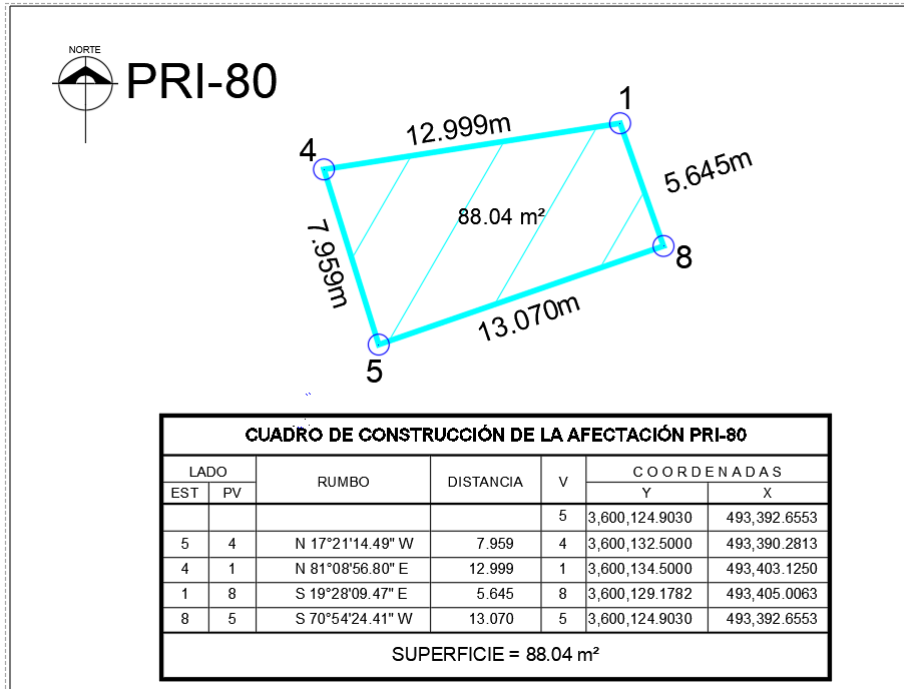 NORTE
PRI-80
1
12.999m
4
5.645m
88.04 m²
7.959m
8
13.070m
5
CUADRO DE CONSTRUCCIÓN DE LA AFECTACIÓN PRI-80
LADO RUMBO DISTANCIA V COORDENADAS
EST PV Y X
5 3,600,124.9030 493,392.6553
5 4 N 17°21'14.49" W 7.959 4 3,600,132.5000 493,390.2813
4 1 N 81°08'56.80" E 12.999 1 3,600,134.5000 493,403.1250
1 8 S 19°28'09.47" E 5.645 8 3,600,129.1782 493,405.0063
8 5 S 70°54'24.41" W 13.070 5 3,600,124.9030 493,392.6553
SUPERFICIE = 88.04 m²